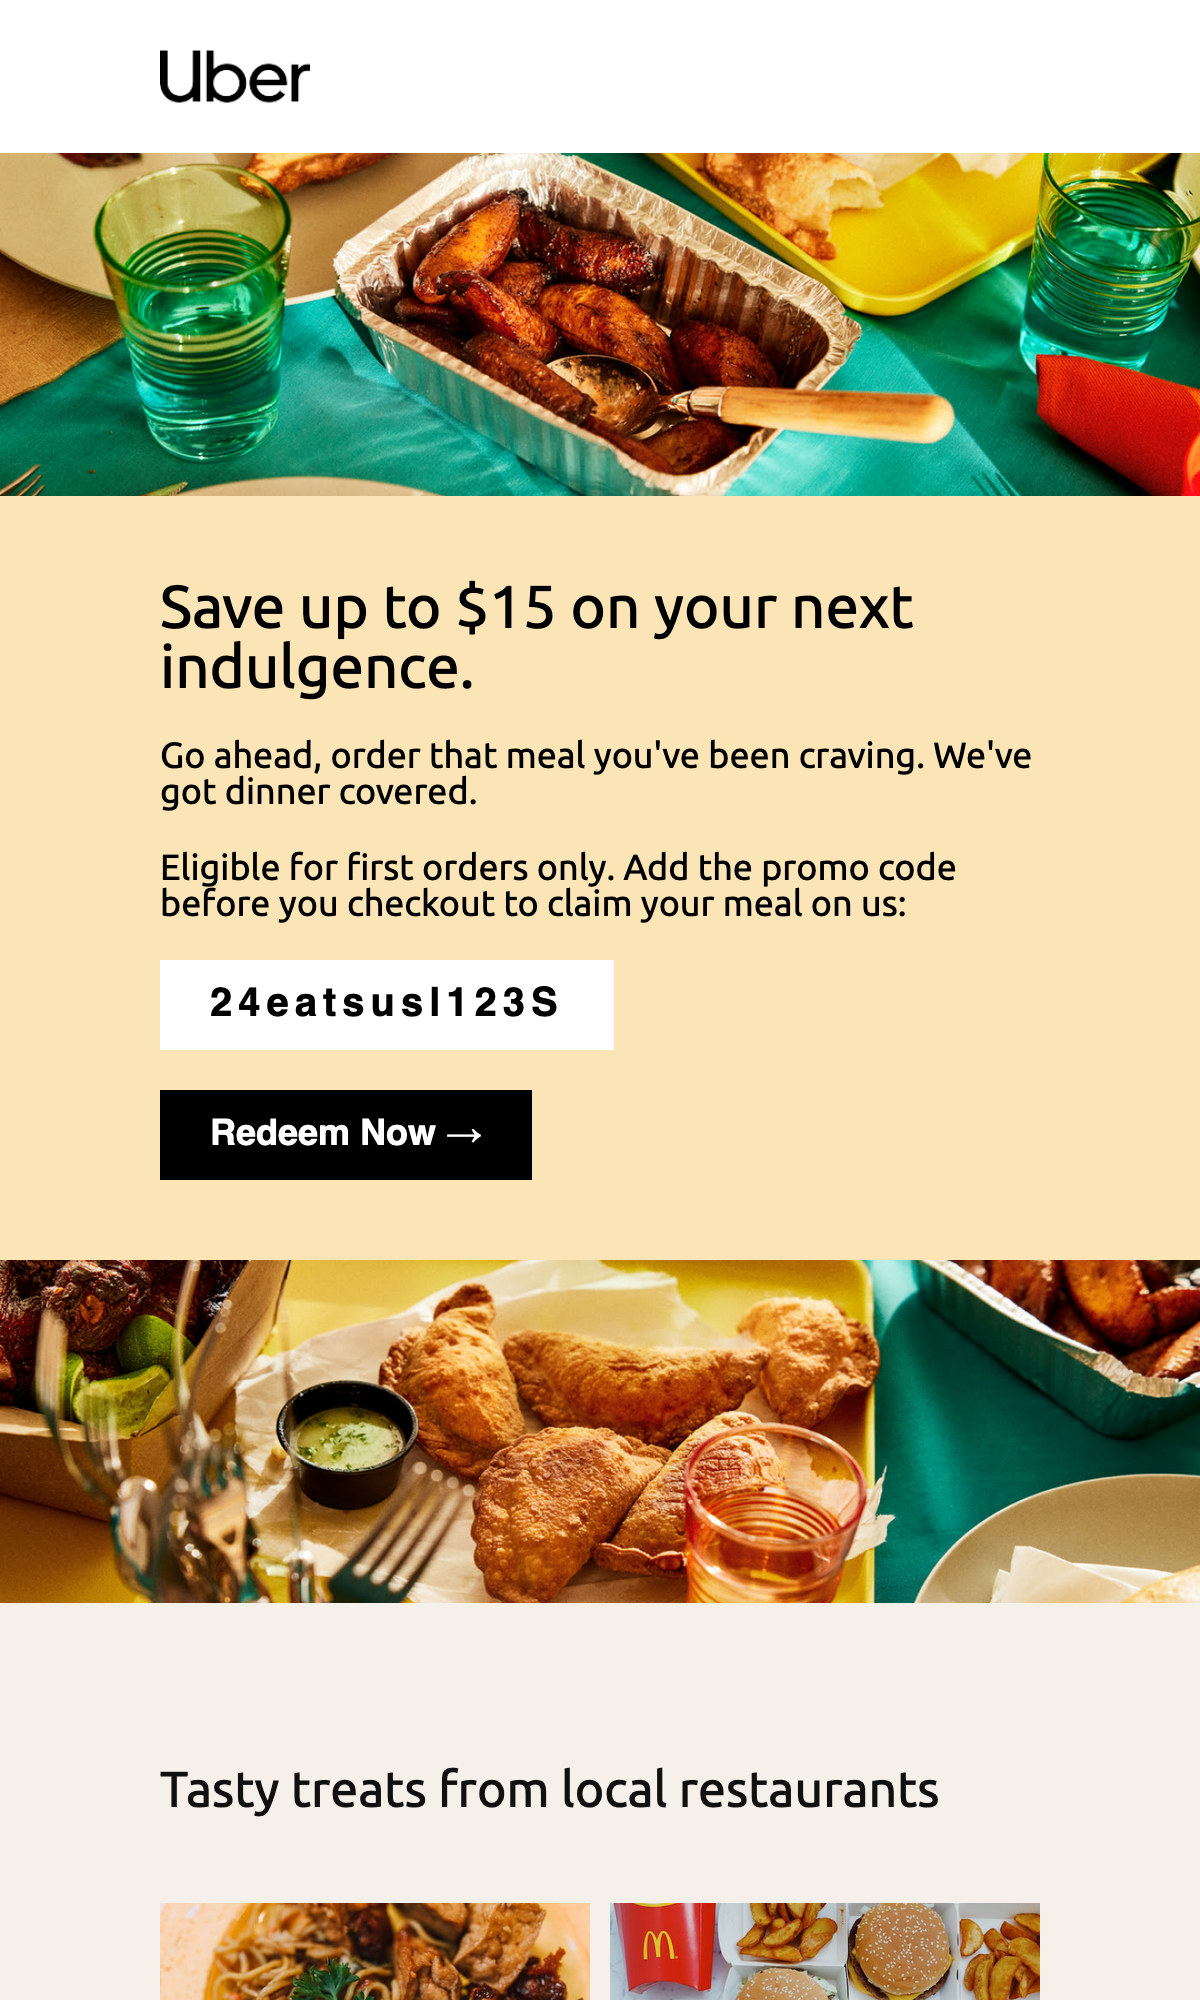 Uber
Save up to $15 on your next
indulgence.
Go ahead, order that meal you've been craving. We've
got dinner covered.
Eligible for first orders only. Add the promo code
before you checkout to claim your meal on us:
24eatsusl123S
Redeem Now →
Tasty treats from local restaurants